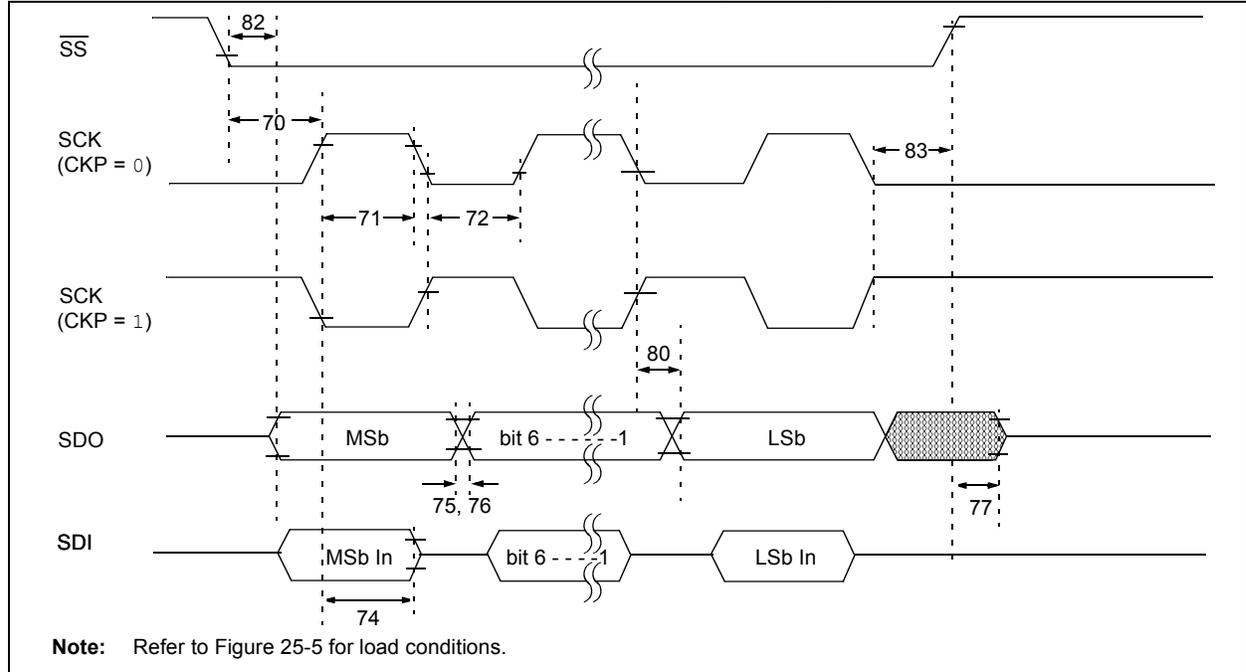 82
SS
70
SCK
(CKP = 0)
83
71
72
SCK
(CKP = 1)
80
SDO
MSb
bit 6 - - - - - -1
LSb
75, 76
77
SDI
MSb In
bit 6 - - - -1
LSb In
74
Note: Refer to Figure 25-5 for load conditions.